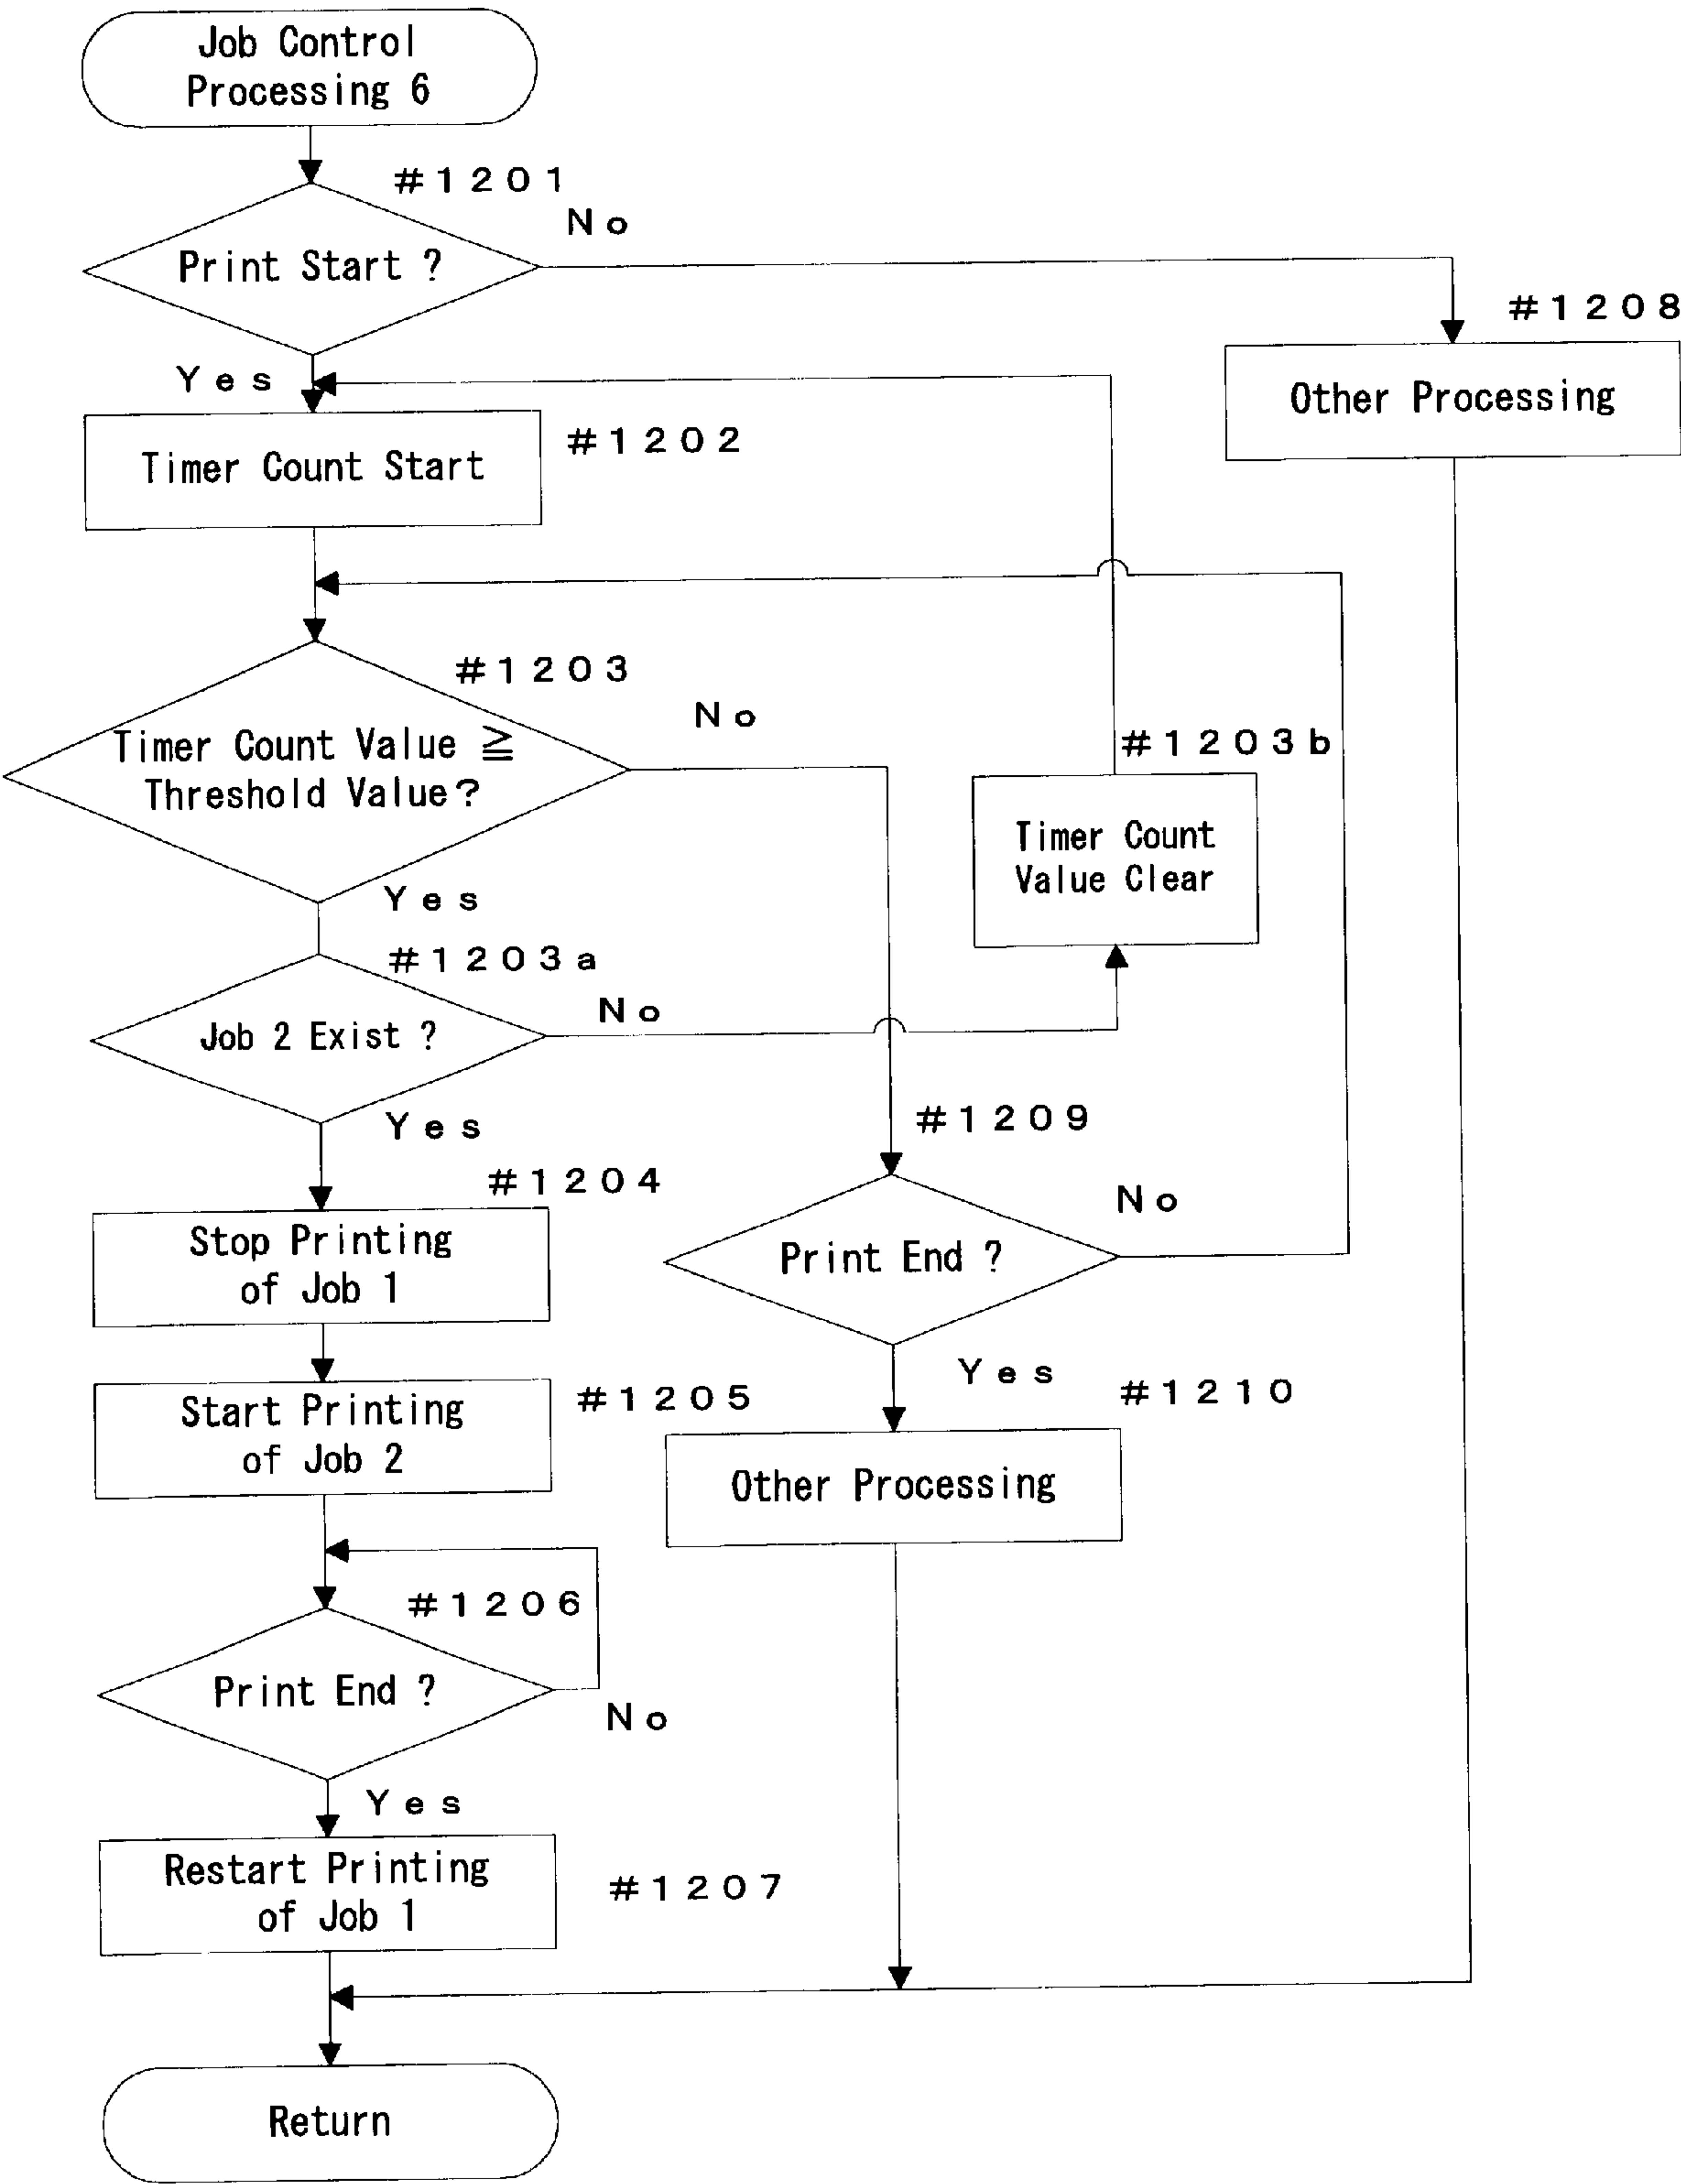 Job Control
Processing 6
#1201
No
Print Start ?
#1208
Yes
Other Processing
#1202
Timer Count Start
#1203
No
Timer Count Value ≧
Threshold Value?
#1203b
Timer Count
Value Clear
Yes
#1203a
No
Job 2 Exist ?
Yes
#1209
#1204
No
Stop Printing
of Job 1
Print End ?
Yes
#1210
#1205
Start Printing
of Job 2
Other Processing
#1206
Print End ?
No
Yes
Restart Printing
of Job 1
#1207
Return